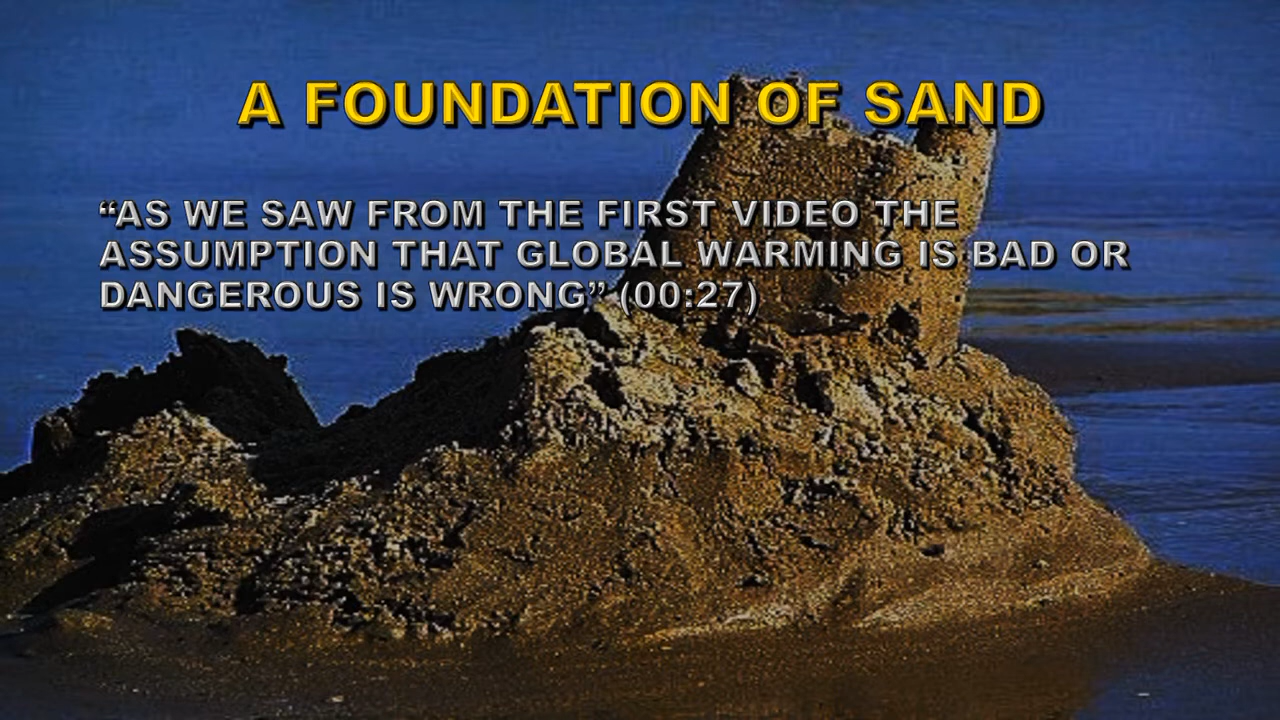 A FOUNDATION OF SAND
“AS WE SAW FROM THE FIRST VIDEO THE
ASSUMPTION THAT GLOBAL WARMING IS BAD OR
DANGEROUS IS WRONG” (00:27)